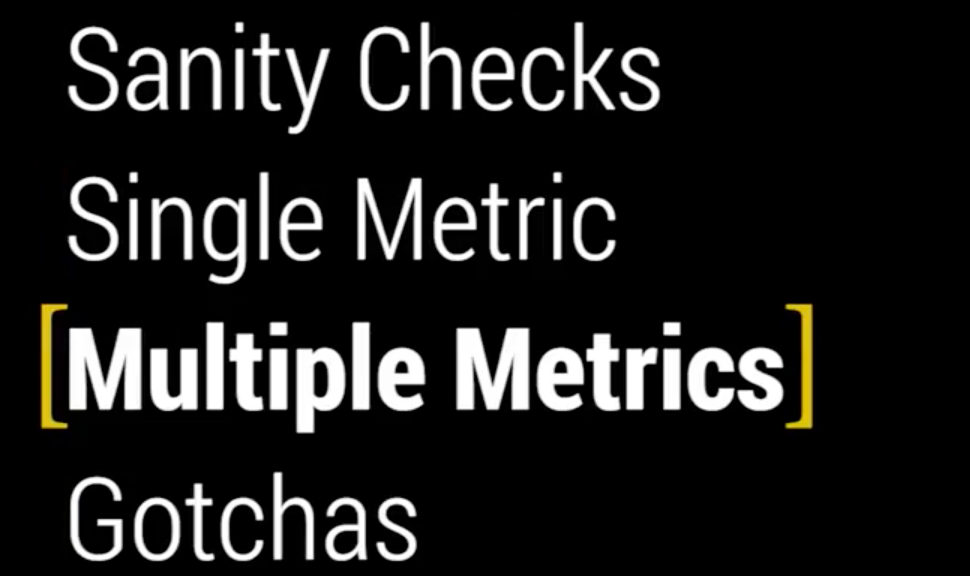 Sanity Checks
Single Metric
[Multiple Metrics]
Gotchas